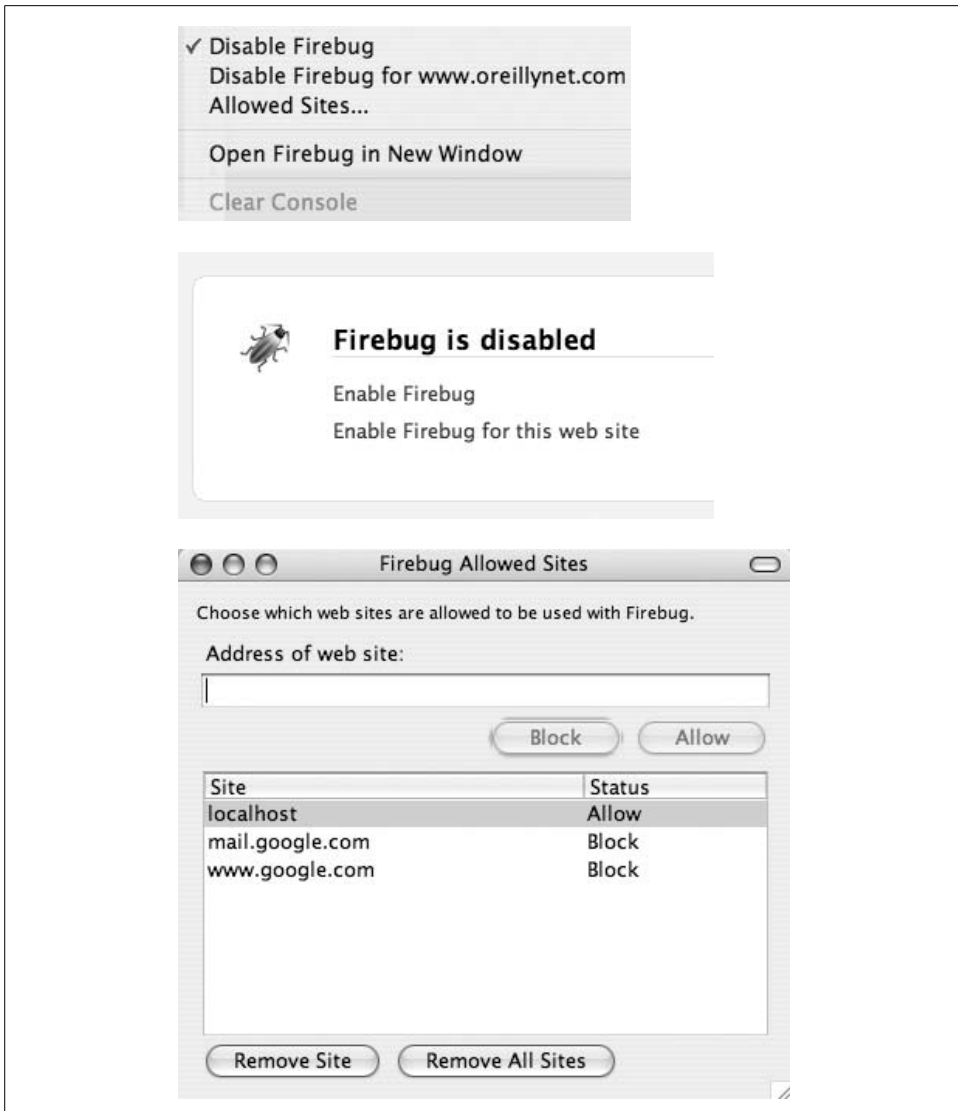 ✓ Disable Firebug
Disable Firebug for www.oreillynet.com
Allowed Sites...
Open Firebug in New Window
Clear Console
Firebug is disabled
Enable Firebug
Enable Firebug for this web site
Firebug Allowed Sites
Choose which web sites are allowed to be used with Firebug.
Address of web site:
Block Allow
Site Status
localhost Allow
mail.google.com Block
www.google.com Block
Remove Site Remove All Sites